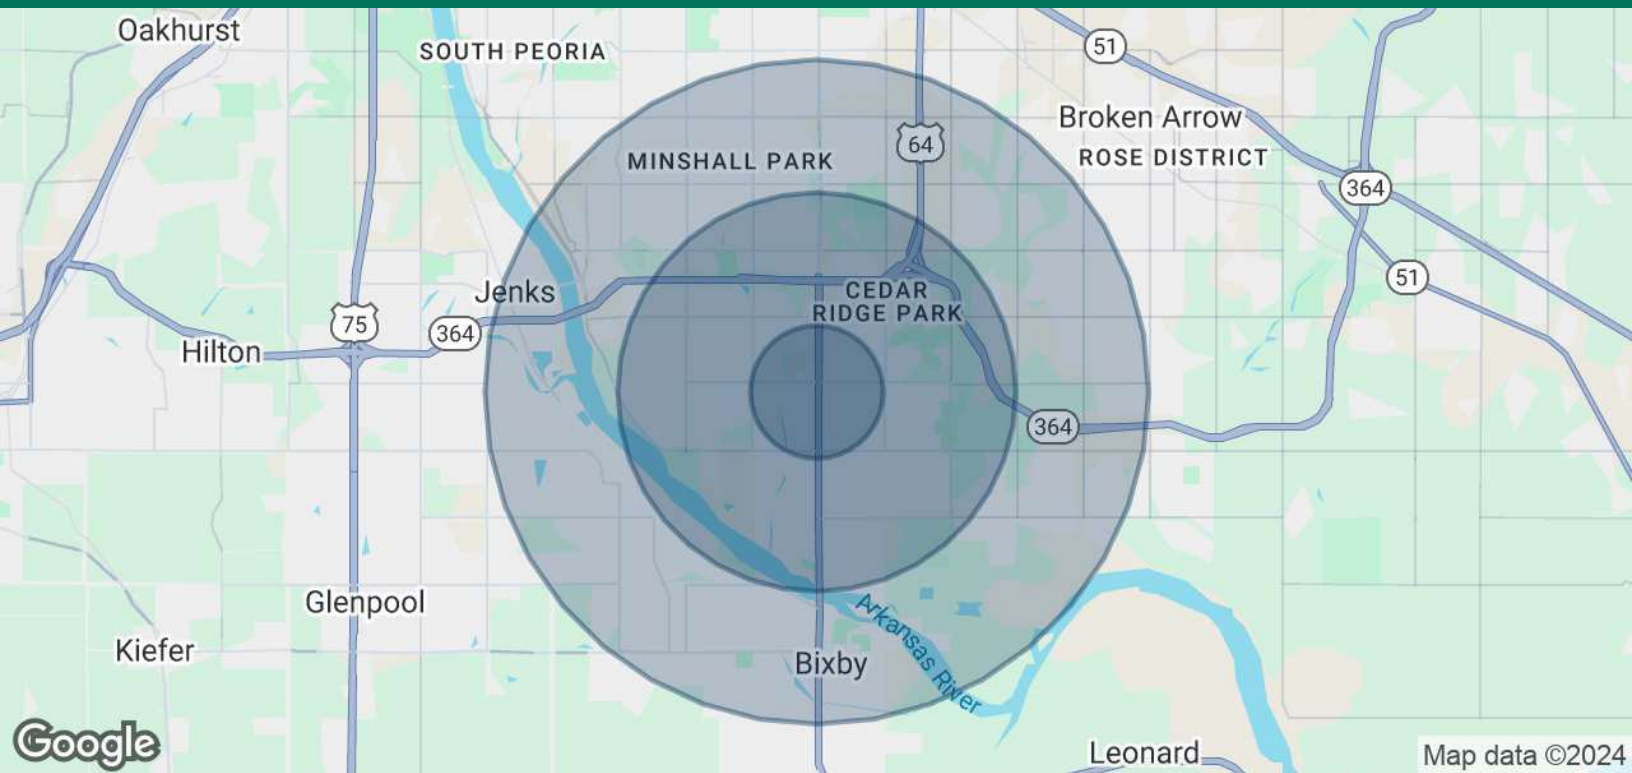 Oakhurst
SOUTH PEORIA
51
Broken Arrow
ROSE DISTRICT
64
MINSHALL PARK
364
51
Jenks
CEDAR
RIDGE PARK
75
364
Hilton
364
Glenpool
Arkansas River
Kiefer
Bixby
Leonard
Google
Map data ©2024